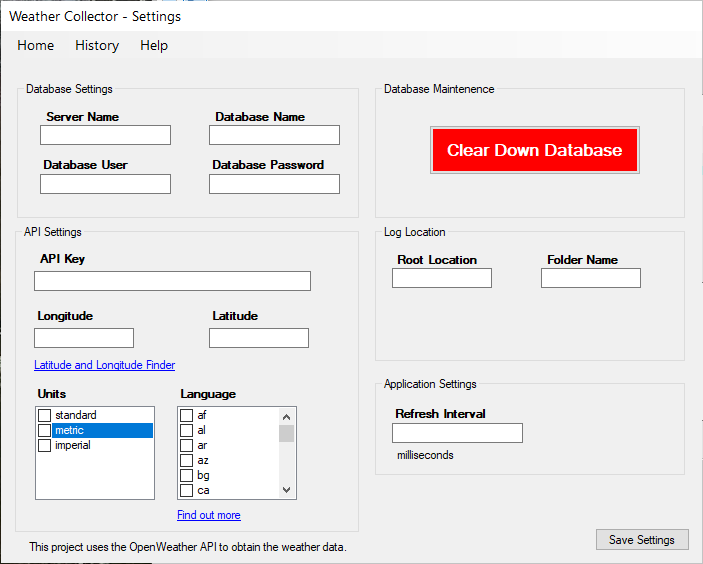 Weather Collector - Settings
Home History Help
Database Settings
Server Name Database Name
Database User Database Password
Database Maintenence
Clear Down Database
API Settings
API Key
Longitude Latitude
Latitude and Longitude Finder
Units Language
standard
metric
imperial
af
al
ar
az
bg
ca
Find out more
Log Location
Root Location Folder Name
Application Settings
Refresh Interval
milliseconds
This project uses the OpenWeather API to obtain the weather data.
Save Settings